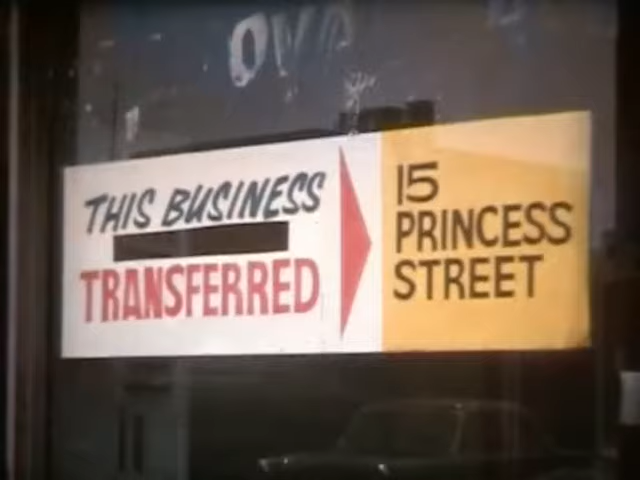 THIS BUSINESS
TRANSFERRED
15
PRINCESS
STREET